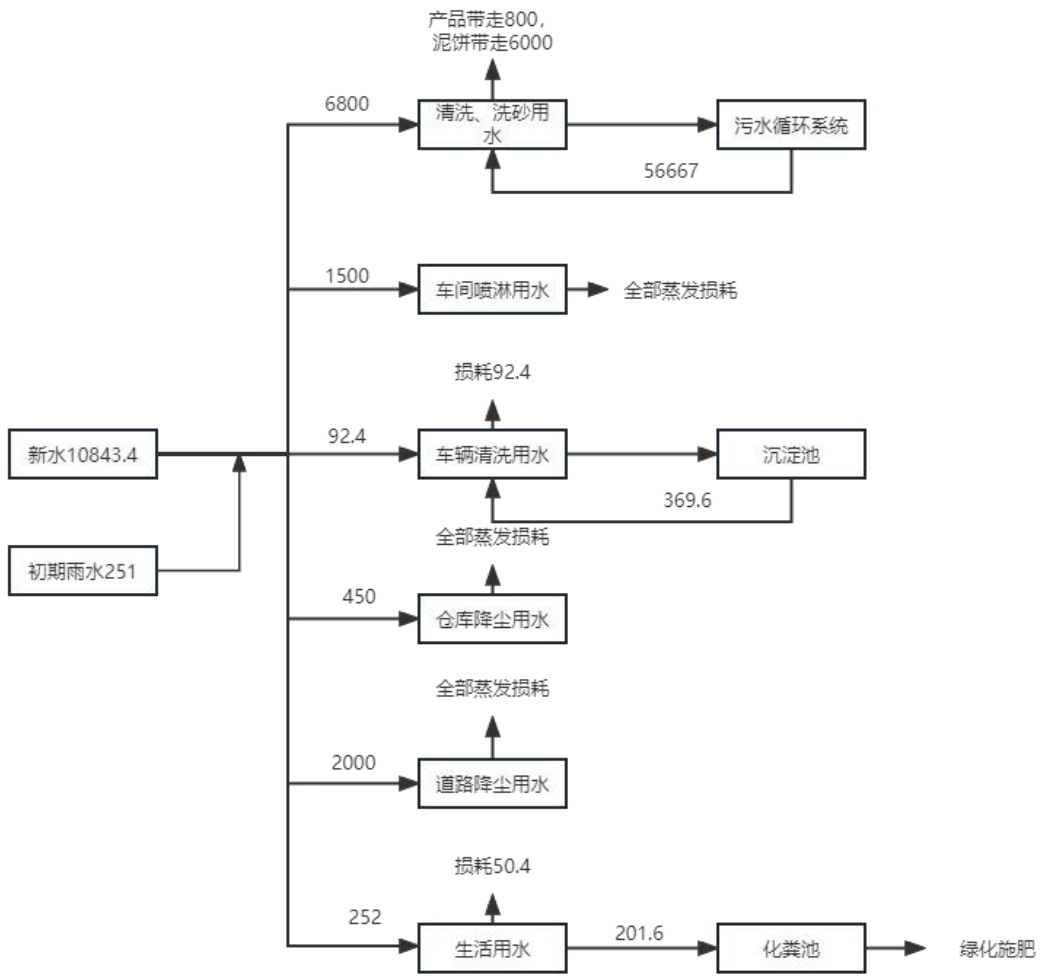 产品带走800，
泥饼带走6000
6800
清洗、洗砂用
水
污水循环系统
56667
1500
车间喷淋用水
全部蒸发损耗
损耗92.4
新水10843.4
92.4
车辆清洗用水
沉淀池
369.6
全部蒸发损耗
初期雨水251
450
仓库降尘用水
全部蒸发损耗
2000
道路降尘用水
损耗50.4
252
生活用水
201.6
化粪池
绿化施肥